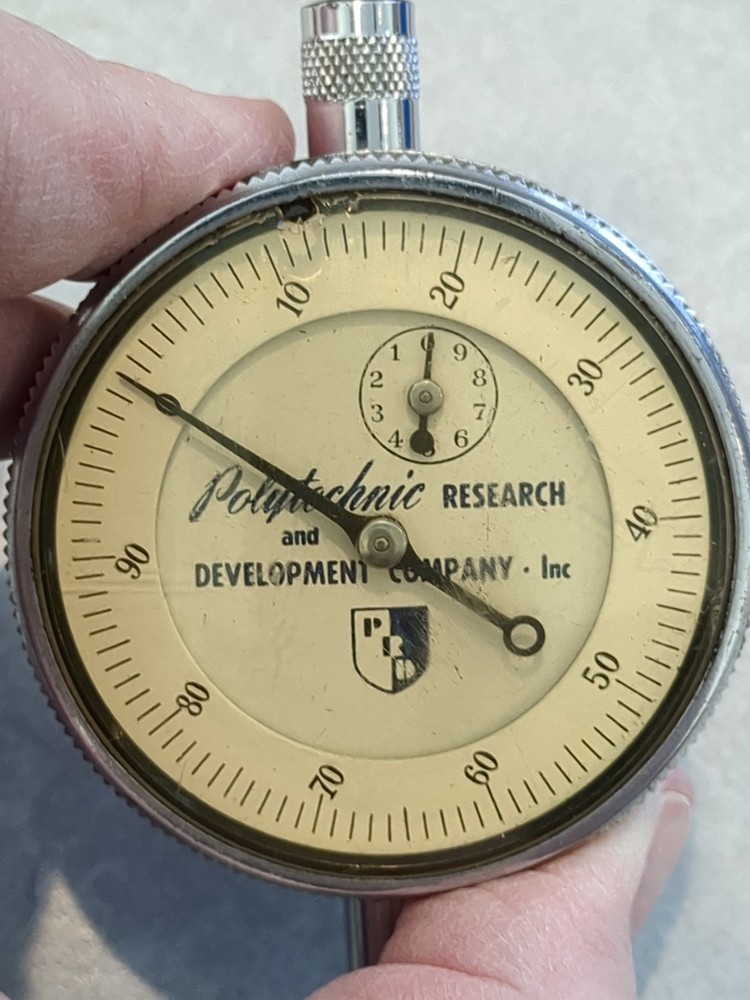 10 20
30
40
50
60
70
80
90
0
1 9
2 8
3 7
4 6
Polytechnic RESEARCH
and
DEVELOPMENT COMPANY · Inc
P
R
D